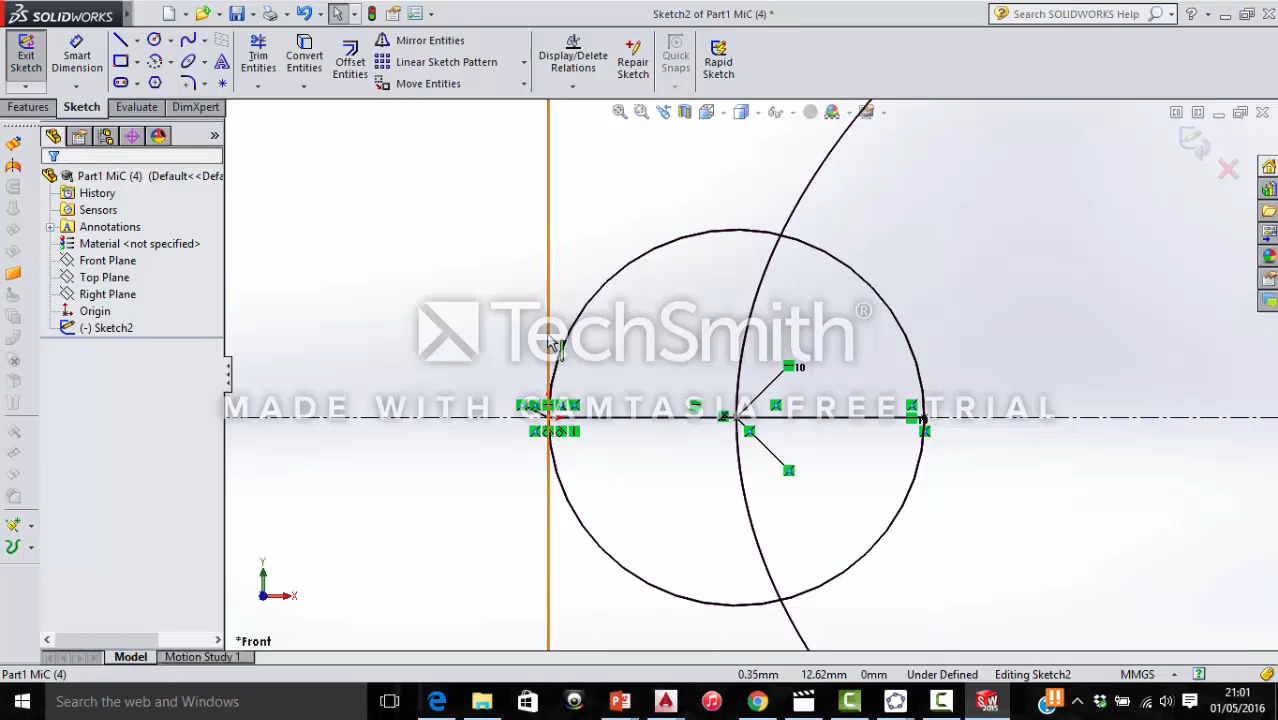 SOLIDWORKS
Sketch2 of Part1 MiC (4) *
Search SOLIDWORKS Help
Exit Sketch
Smart Dimension
Trim Entities
Convert Entities
Offset Entities
Mirror Entities
Linear Sketch Pattern
Move Entities
Display/Delete Relations
Repair Sketch
Quick Snaps
Rapid Sketch
Features
Sketch
Evaluate
DimXpert
Part1 MiC (4) (Default<<Defa
History
Sensors
Annotations
Material <not specified>
Front Plane
Top Plane
Right Plane
Origin
(-) Sketch2
10
TechSmith®
MADE WITH CAMTASIA FREE TRIAL
Y
X
*Front
Model
Motion Study 1
Part1 MiC (4)
0.35mm
12.62mm
0mm
Under Defined
Editing Sketch2
MMGS
Search the web and Windows
21:01
01/05/2016